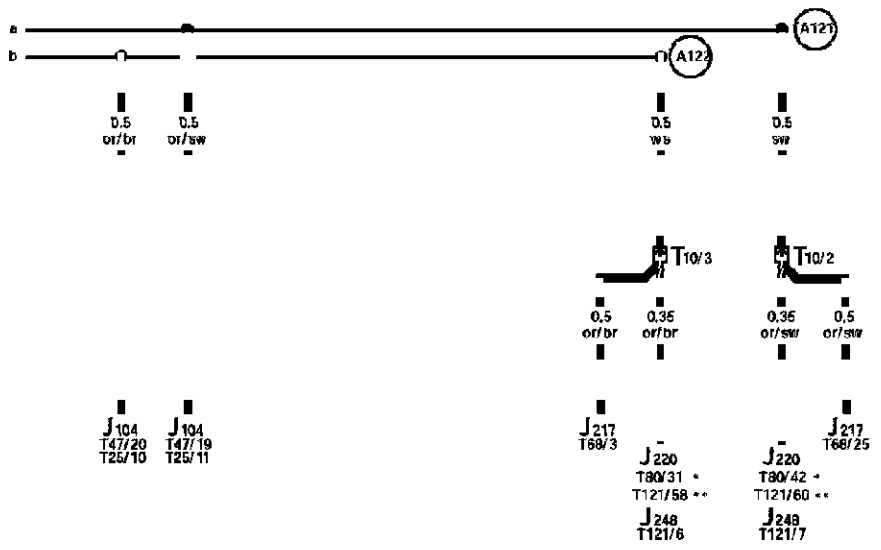 a A121
b A122
0.5 0.5 0.5 0.5
or/br or/sw ws sw
T10/3 T10/2
0,5 0,35 0,35 0,5
or/br or/br or/sw or/sw
J104 J104 J217 J217
T47/20 T47/19 T68/3 T68/25
T25/10 T25/11
J220 J220
T80/31 * T80/42 *
T121/58 ** T121/60 **
J248 J248
T121/6 T121/7